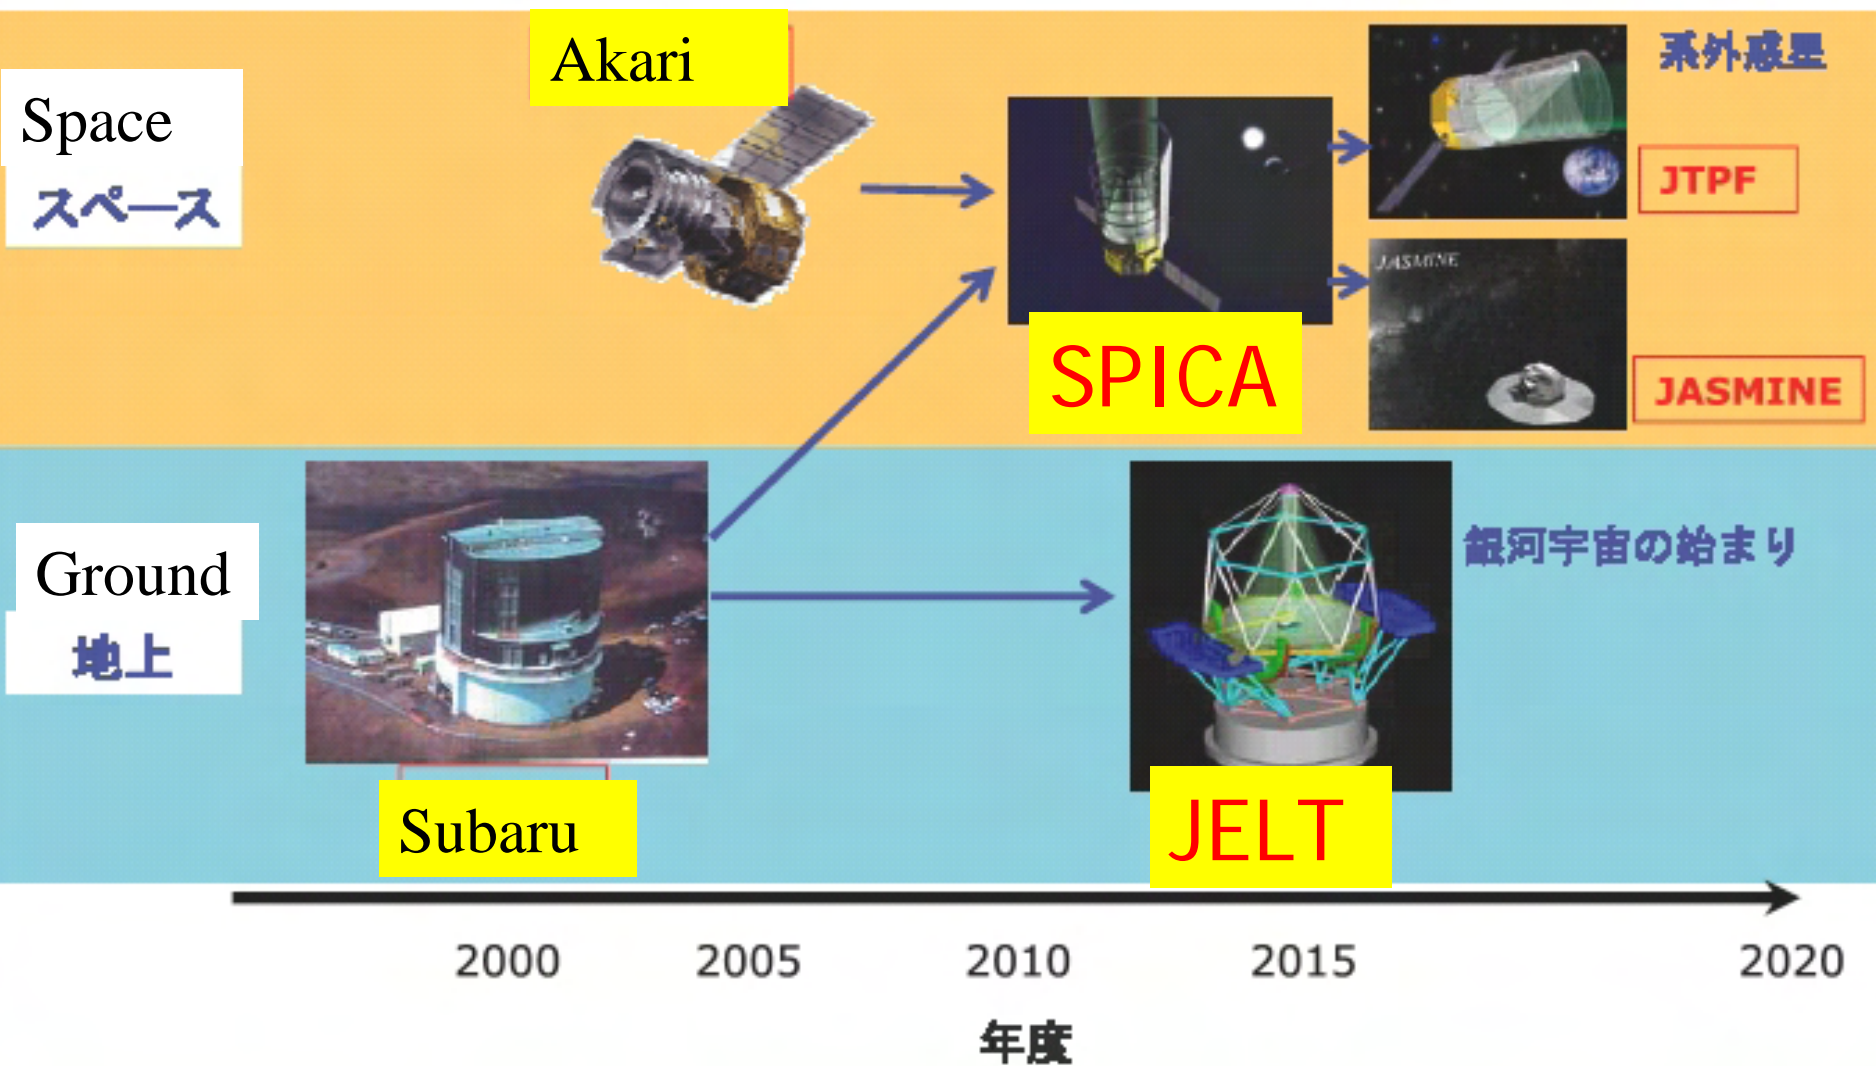 Akari
系外惑星
Space
スペース
JTPF
JASMINE
SPICA
JASMINE
Ground
地上
銀河宇宙の始まり
Subaru
JELT
2000 2005 2010 2015 2020
年度